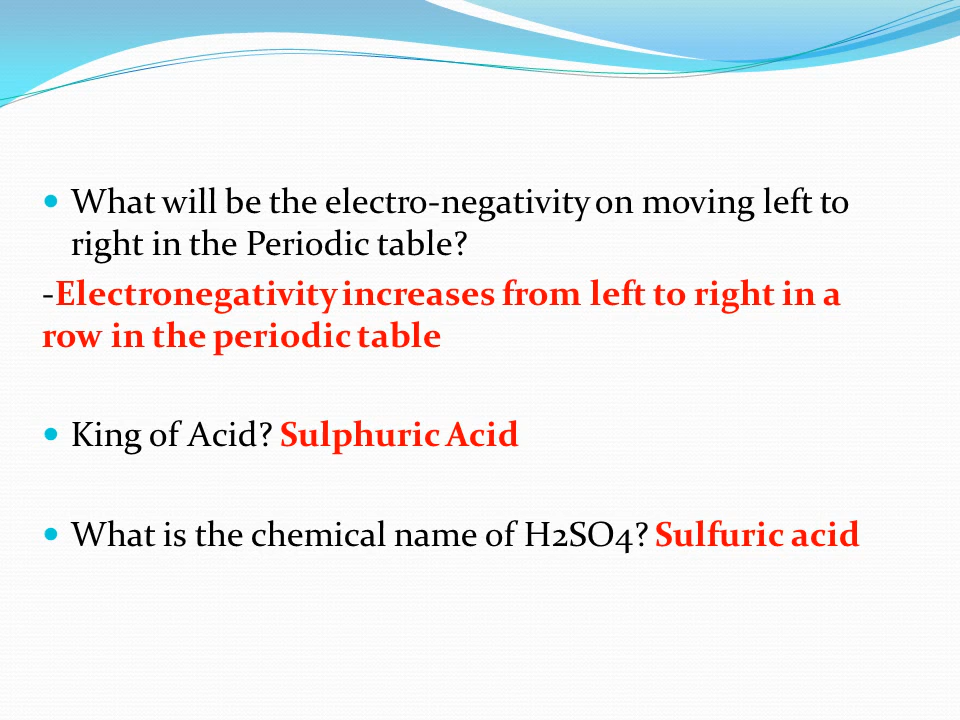 • What will be the electro-negativity on moving left to
right in the Periodic table?
-Electronegativity increases from left to right in a
row in the periodic table
• King of Acid? Sulphuric Acid
• What is the chemical name of H2SO4? Sulfuric acid